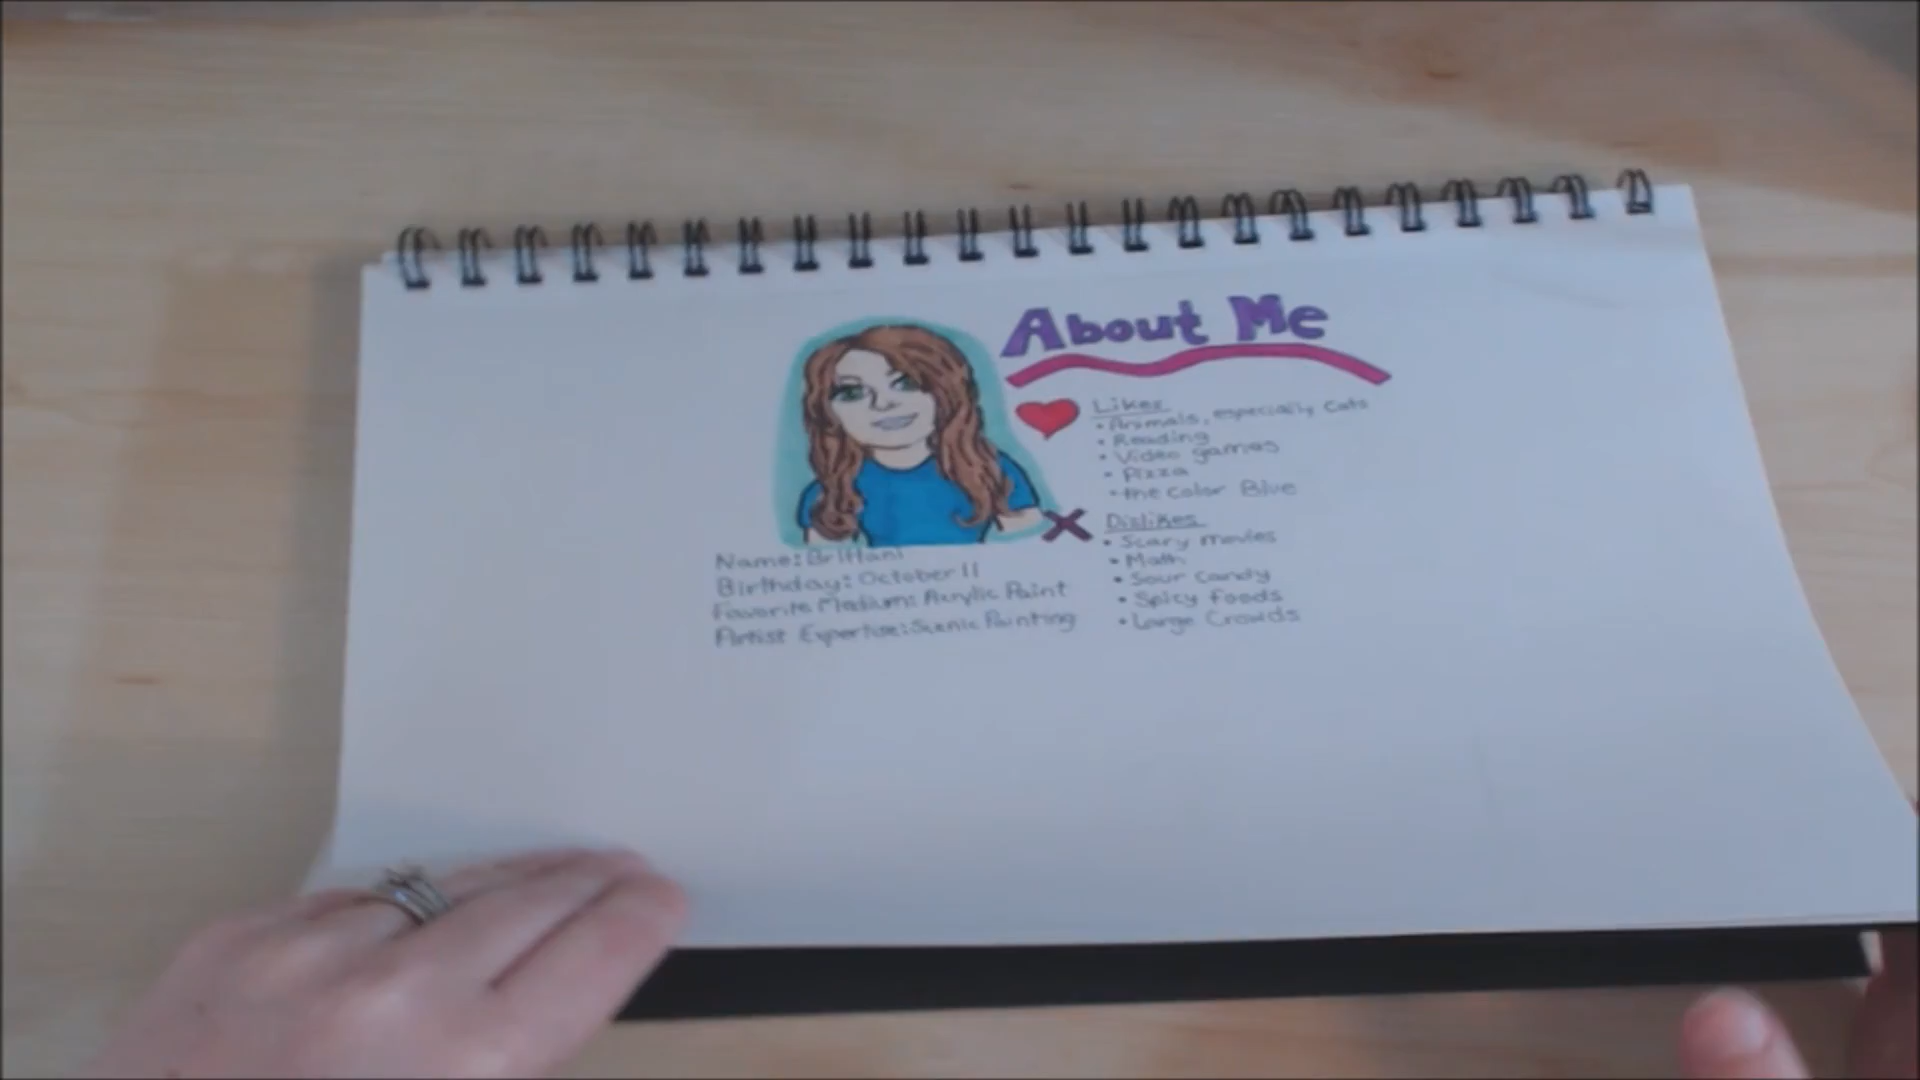 About Me
Likes
• Animals, especially Cats
• Reading
• Video games
• Pizza
• the color Blue
Dislikes
• Scary movies
• Math
• Sour candy
• Spicy foods
• Large Crowds
Name: Brittani
Birthday: October 11
Favorite Medium: Acrylic Paint
Artist Expertise: Scenic Painting